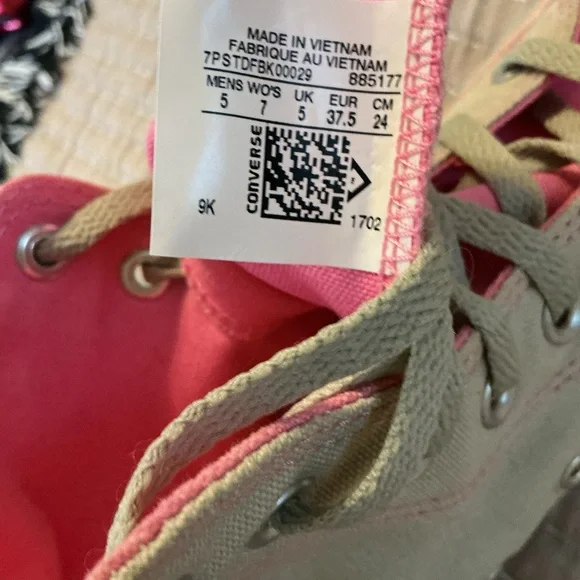 MADE IN VIETNAM
FABRIQUE AU VIETNAM
7PSTDFBK00029 885177
MENS WO'S UK EUR CM
5 7 5 37.5 24
CONVERSE
9K 1702